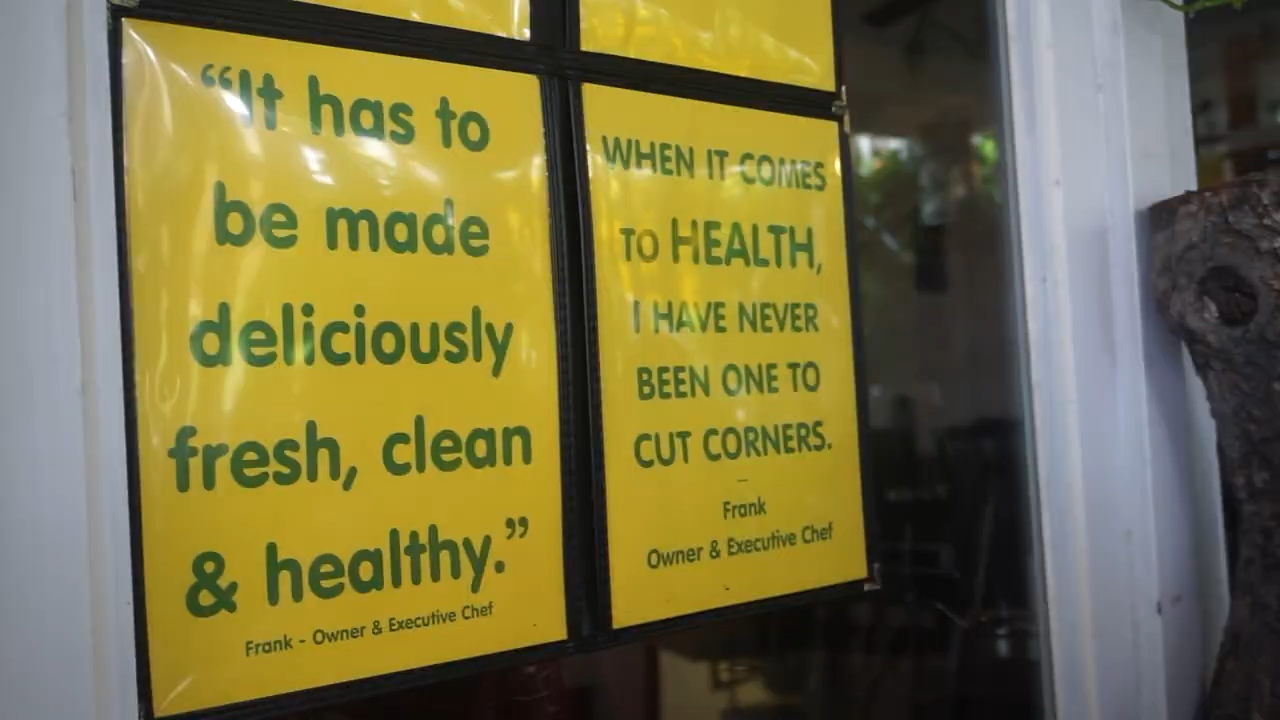 “It has to
be made
deliciously
fresh, clean
& healthy.”
Frank - Owner & Executive Chef
WHEN IT COMES
TO HEALTH,
I HAVE NEVER
BEEN ONE TO
CUT CORNERS.
–
Frank
Owner & Executive Chef